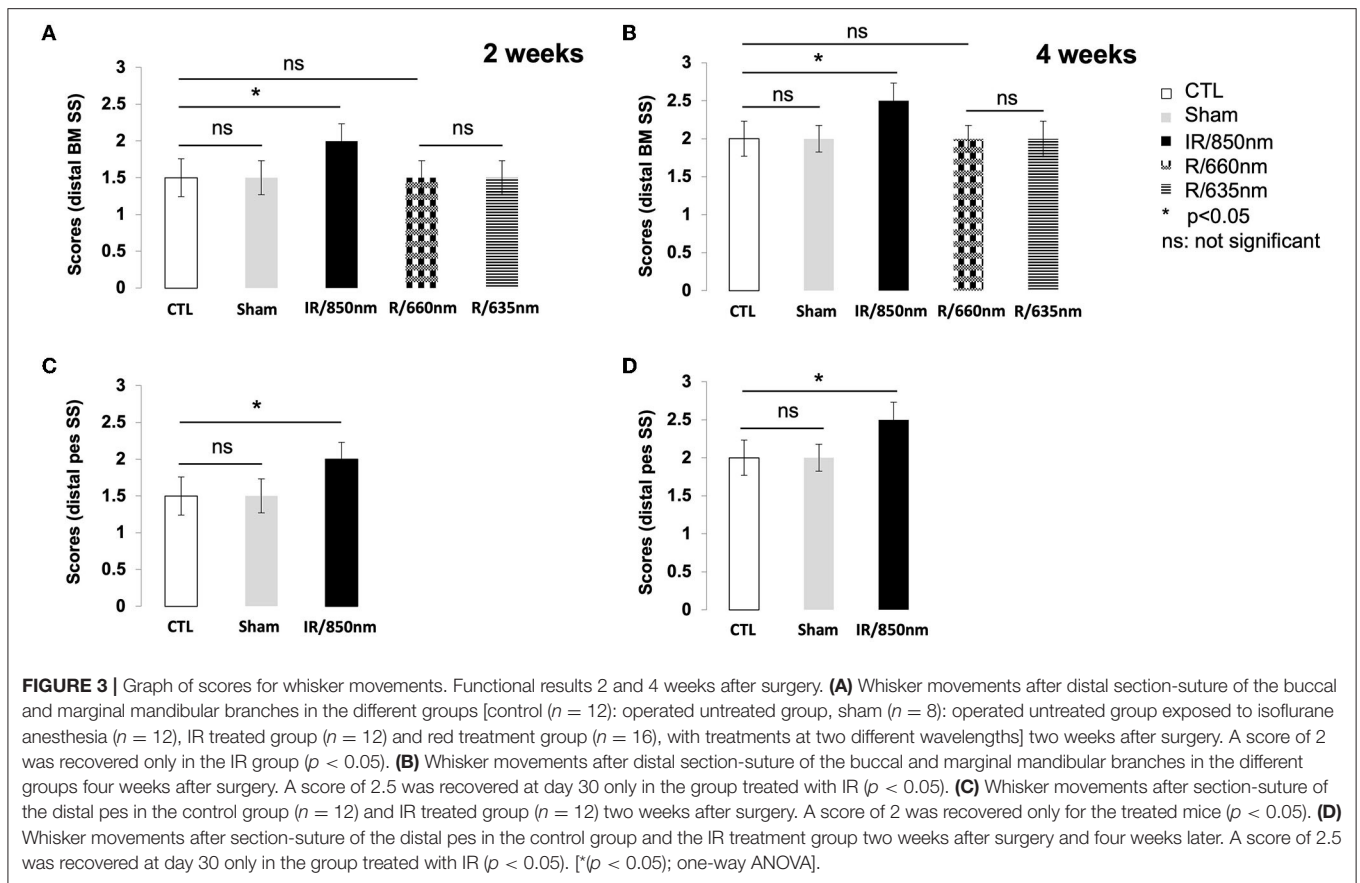 A
2 weeks
ns
*
ns
ns
3
2.5
2
1.5
1
0.5
0
Scores (distal BM SS)
CTL
Sham
IR/850nm
R/660nm
R/635nm
B
4 weeks
ns
*
ns
ns
3
2.5
2
1.5
1
0.5
0
Scores (distal BM SS)
CTL
Sham
IR/850nm
R/660nm
R/635nm
CTL
Sham
IR/850nm
R/660nm
R/635nm
* p<0.05
ns: not significant
C
*
ns
3
2.5
2
1.5
1
0.5
0
Scores (distal pes SS)
CTL
Sham
IR/850nm
D
*
ns
3
2.5
2
1.5
1
0.5
0
Scores (distal pes SS)
CTL
Sham
IR/850nm
FIGURE 3 | Graph of scores for whisker movements. Functional results 2 and 4 weeks after surgery. (A) Whisker movements after distal section-suture of the buccal
and marginal mandibular branches in the different groups [control (n = 12): operated untreated group, sham (n = 8): operated untreated group exposed to isoflurane
anesthesia (n = 12), IR treated group (n = 12) and red treatment group (n = 16), with treatments at two different wavelengths] two weeks after surgery. A score of 2
was recovered only in the IR group (p < 0.05). (B) Whisker movements after distal section-suture of the buccal and marginal mandibular branches in the different
groups four weeks after surgery. A score of 2.5 was recovered at day 30 only in the group treated with IR (p < 0.05). (C) Whisker movements after section-suture of
the distal pes in the control group (n = 12) and IR treated group (n = 12) two weeks after surgery. A score of 2 was recovered only for the treated mice (p < 0.05). (D)
Whisker movements after section-suture of the distal pes in the control group and the IR treatment group two weeks after surgery and four weeks later. A score of 2.5
was recovered at day 30 only in the group treated with IR (p < 0.05). [*(p < 0.05); one-way ANOVA].